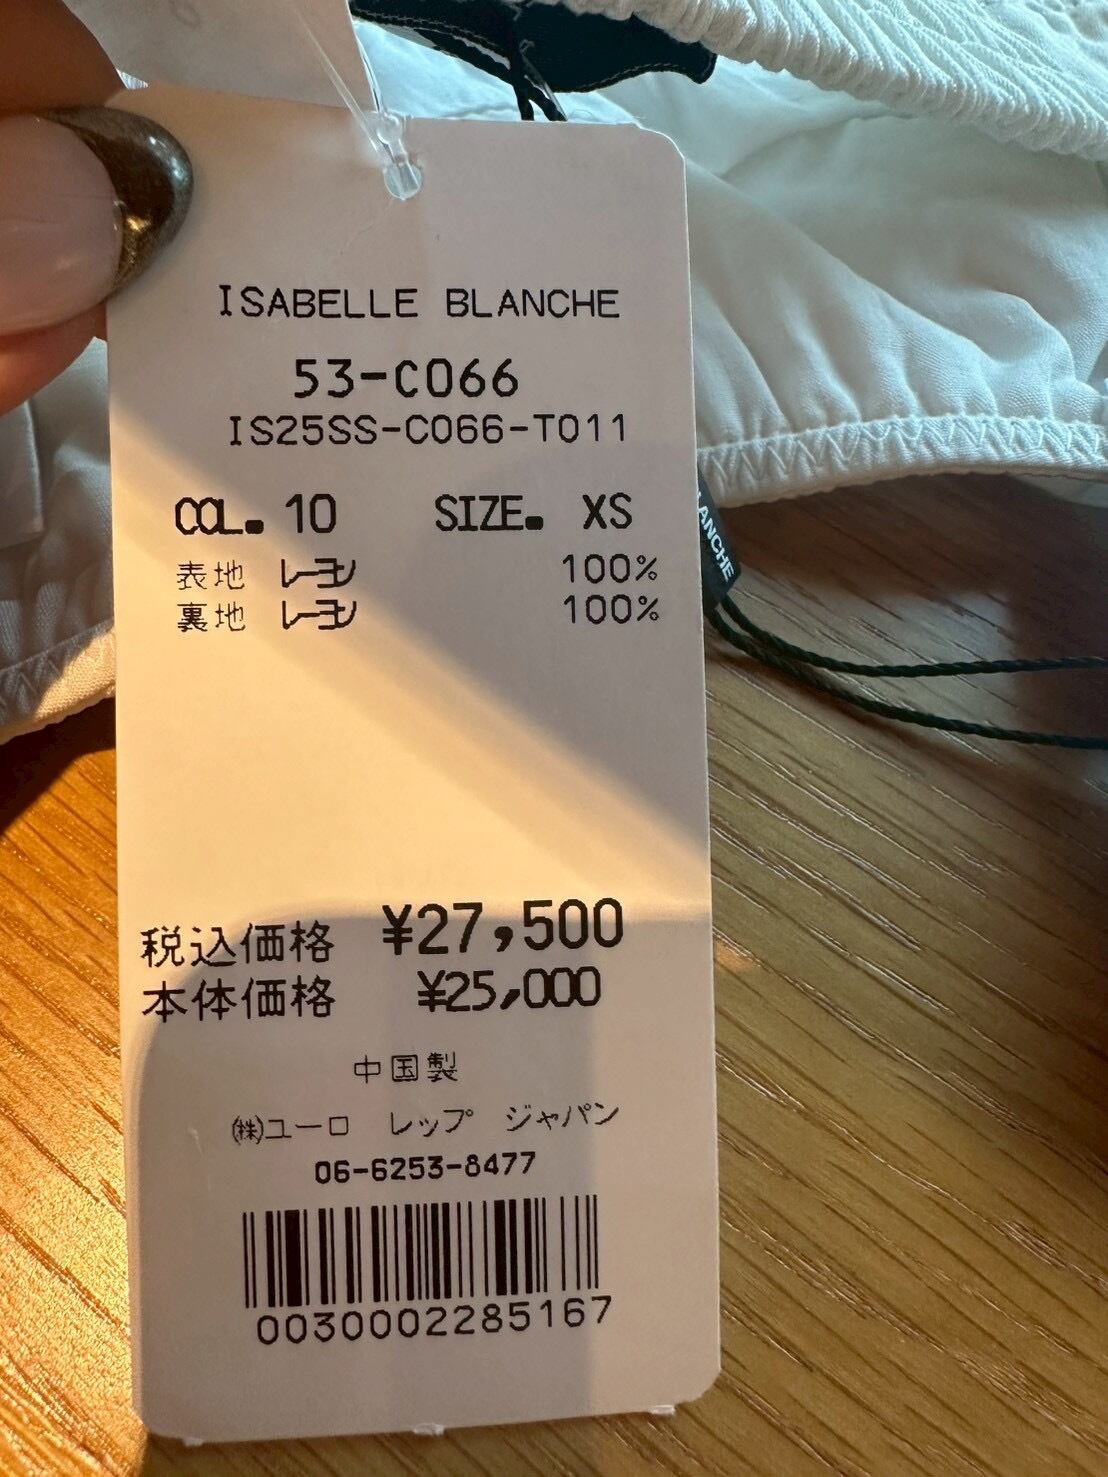 ISABELLE BLANCHE
53-C066
IS25SS-C066-T011
COL. 10 SIZE. XS
表地 レーヨン 100%
裏地 レーヨン 100%
税込価格 ¥27,500
本体価格 ¥25,000
中国製
㈱ユーロ レップ ジャパン
06-6253-8477
0030002285167
LANCHE